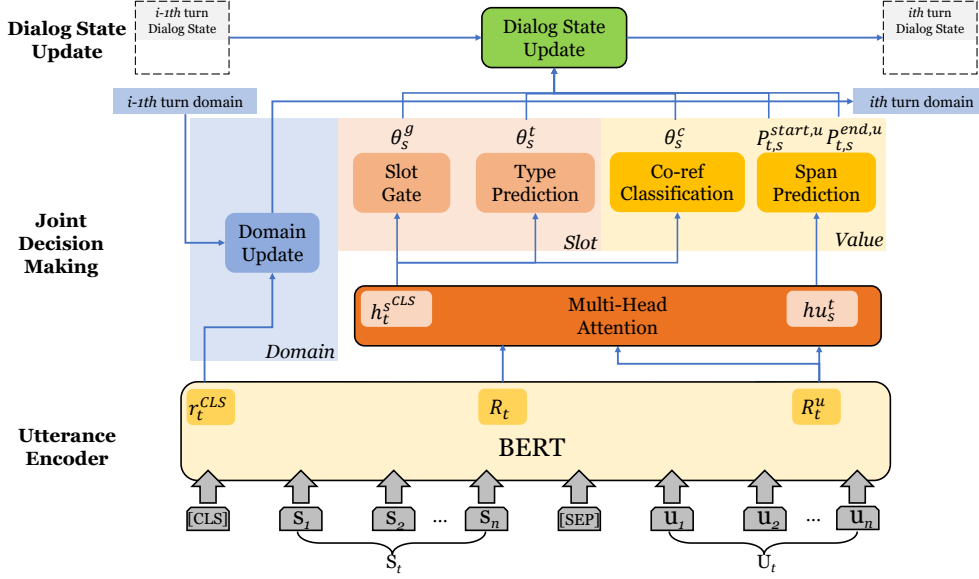 Dialog State
Update
i-1th turn
Dialog State
Dialog State
Update
ith turn
Dialog State
i-1th turn domain
ith turn domain
Joint
Decision
Making
θ_s^g
θ_s^t
θ_s^c
P_{t,s}^{start,u} P_{t,s}^{end,u}
Slot
Gate
Type
Prediction
Co-ref
Classification
Span
Prediction
Domain
Update
Slot
Value
h_t^{s^{CLS}}
Multi-Head
Attention
hu_s^t
Domain
Utterance
Encoder
r_t^{CLS}
R_t
R_t^u
BERT
[CLS] s_1 s_2 ... s_n [SEP] u_1 u_2 ... u_n
S_t U_t